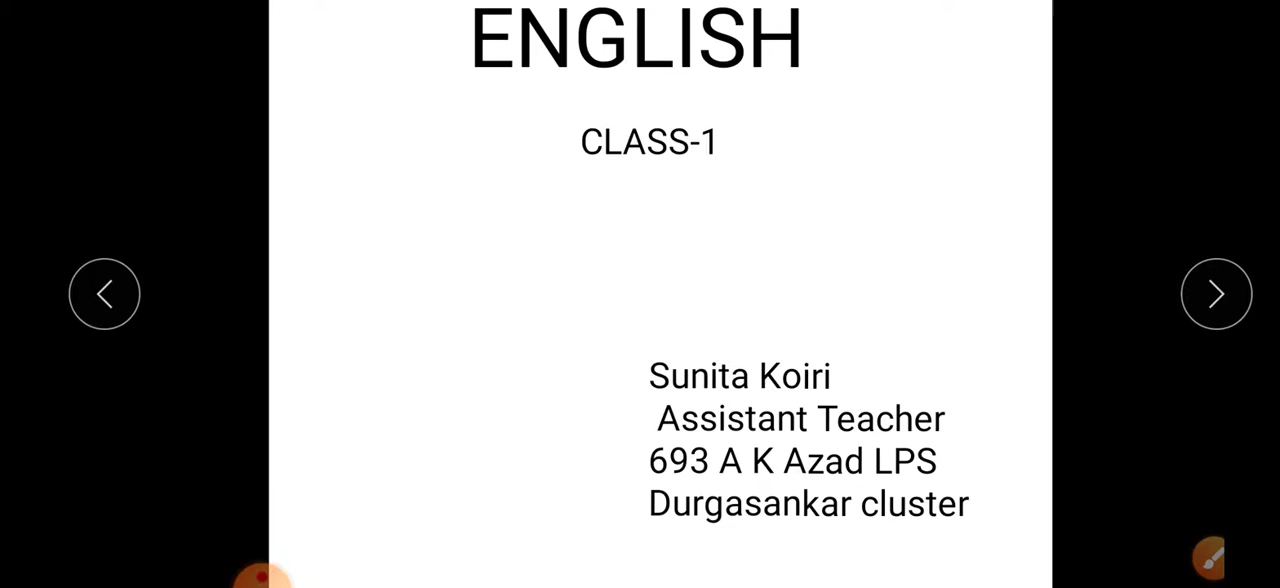 ENGLISH
CLASS-1
Sunita Koiri
Assistant Teacher
693 A K Azad LPS
Durgasankar cluster